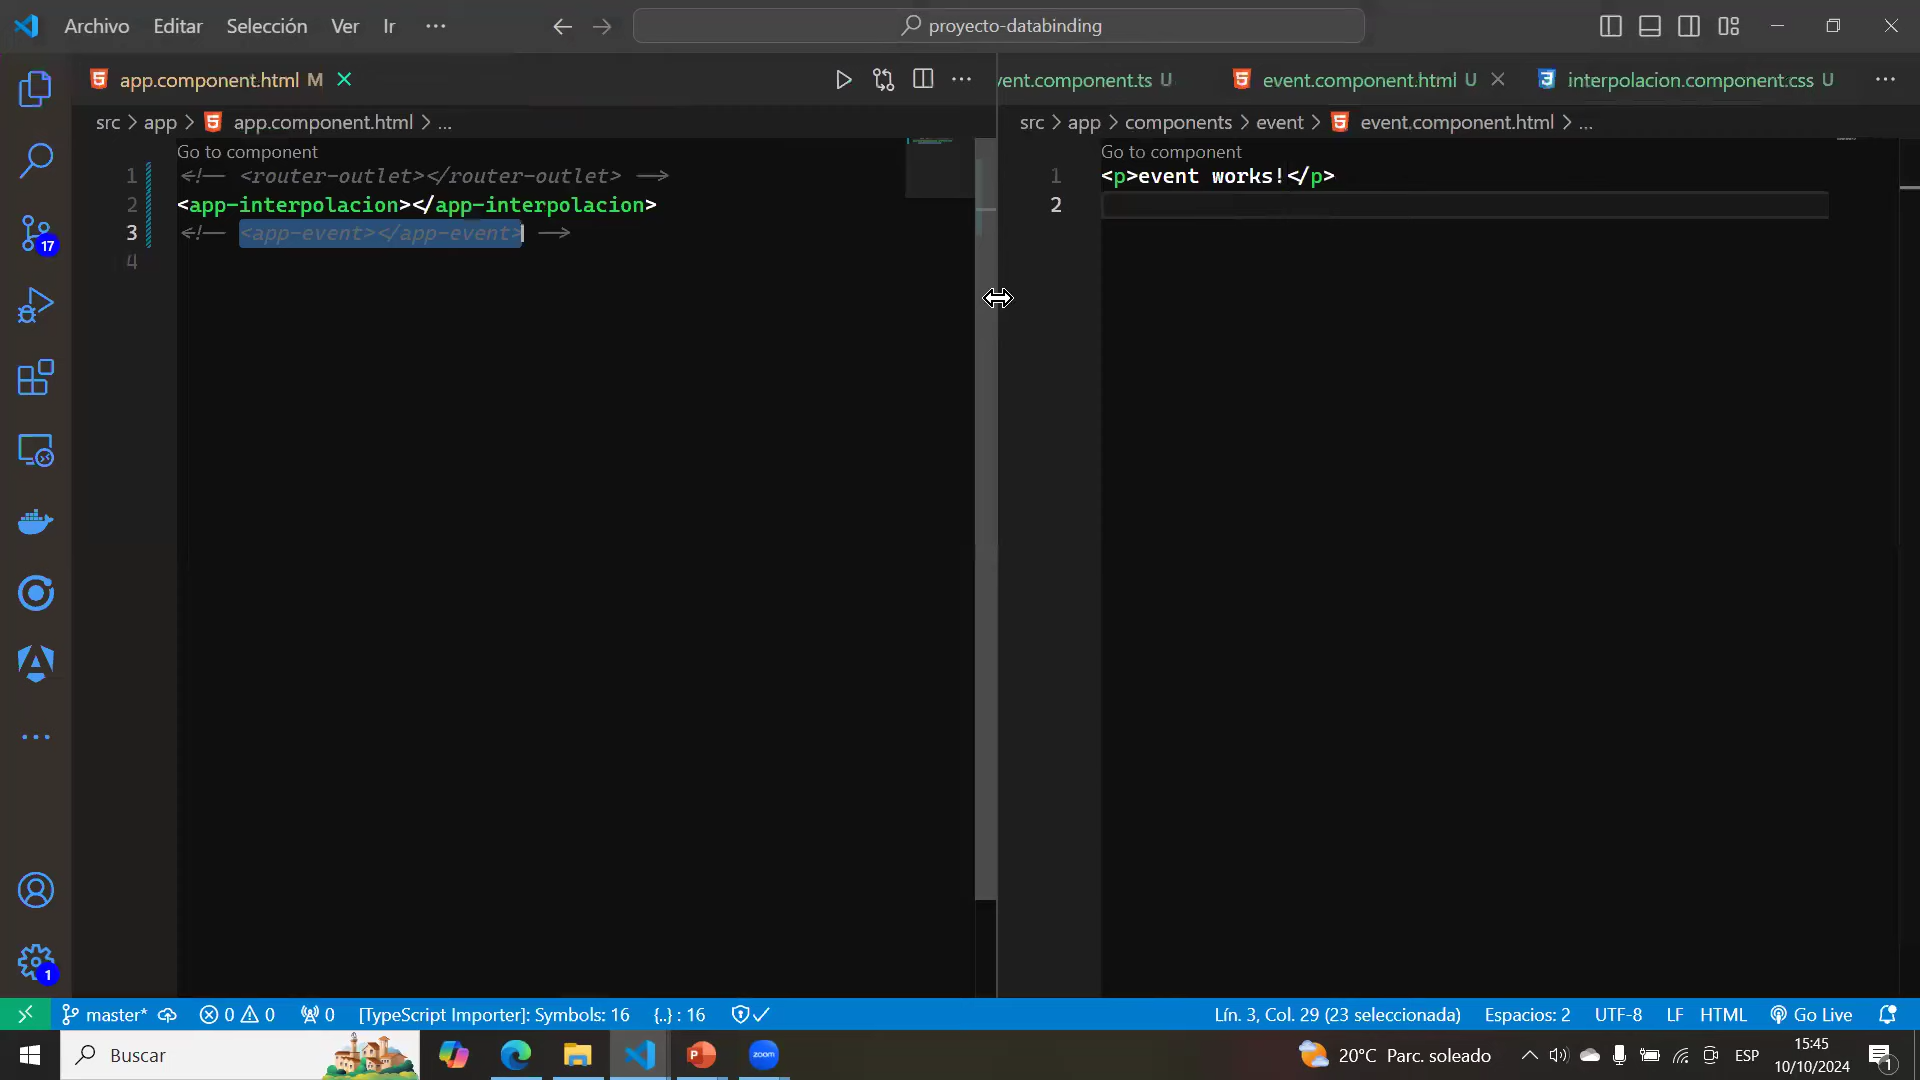 Archivo Editar Selección Ver Ir ...
proyecto-databinding
app.component.html M
src > app > app.component.html > ...
Go to component
1 <!-- <router-outlet></router-outlet> -->
2 <app-interpolacion></app-interpolacion>
3 <!-- <app-event></app-event> -->
4
vent.component.ts U
event.component.html U
interpolacion.component.css U
src > app > components > event > event.component.html > ...
Go to component
1 <p>event works!</p>
2
17
1
master* 0 0 0 [TypeScript Importer]: Symbols: 16 {..} : 16
Lín. 3, Col. 29 (23 seleccionada) Espacios: 2 UTF-8 LF HTML Go Live
Buscar
zoom
20°C Parc. soleado
ESP
15:45
10/10/2024
1